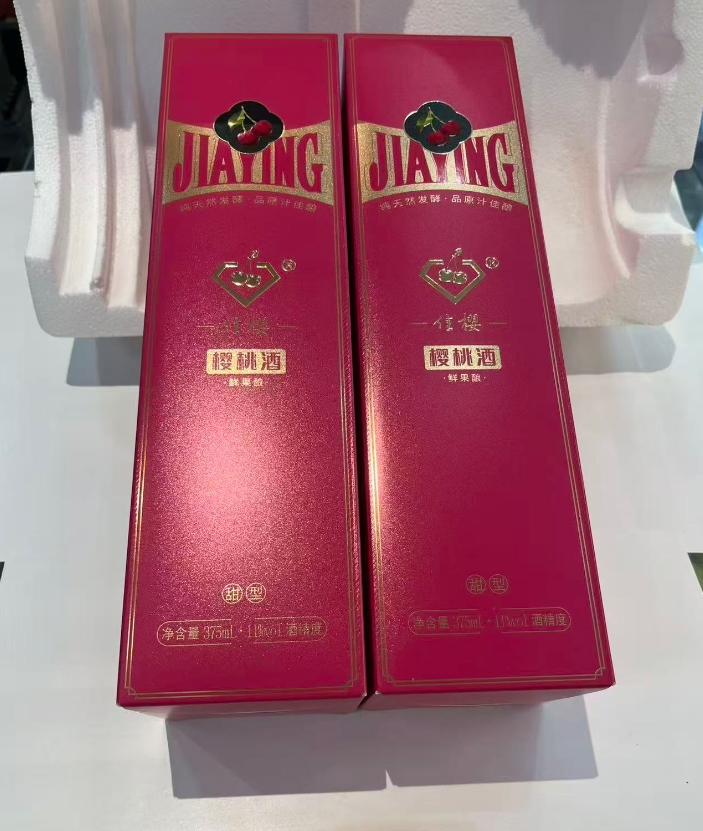 JIAYING
纯天然发酵·品原汁佳酿
®
佳樱
樱桃酒
·鲜果酿·
甜型
净含量 375mL·11%vol 酒精度
JIAYING
纯天然发酵·品原汁佳酿
®
佳樱
樱桃酒
·鲜果酿·
甜型
净含量 375mL·11%vol 酒精度